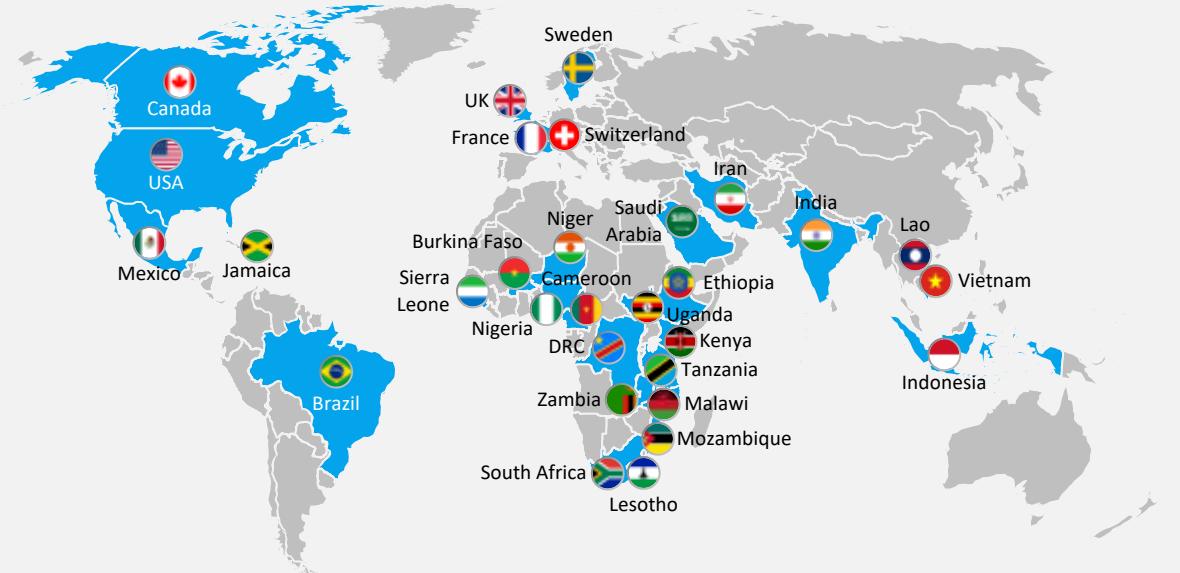 Sweden
UK
Canada
France
Switzerland
USA
Iran
India
Saudi
Arabia
Niger
Lao
Burkina Faso
Mexico
Jamaica
Sierra
Leone
Cameroon
Ethiopia
Vietnam
Nigeria
Uganda
DRC
Kenya
Tanzania
Indonesia
Brazil
Zambia
Malawi
Mozambique
South Africa
Lesotho